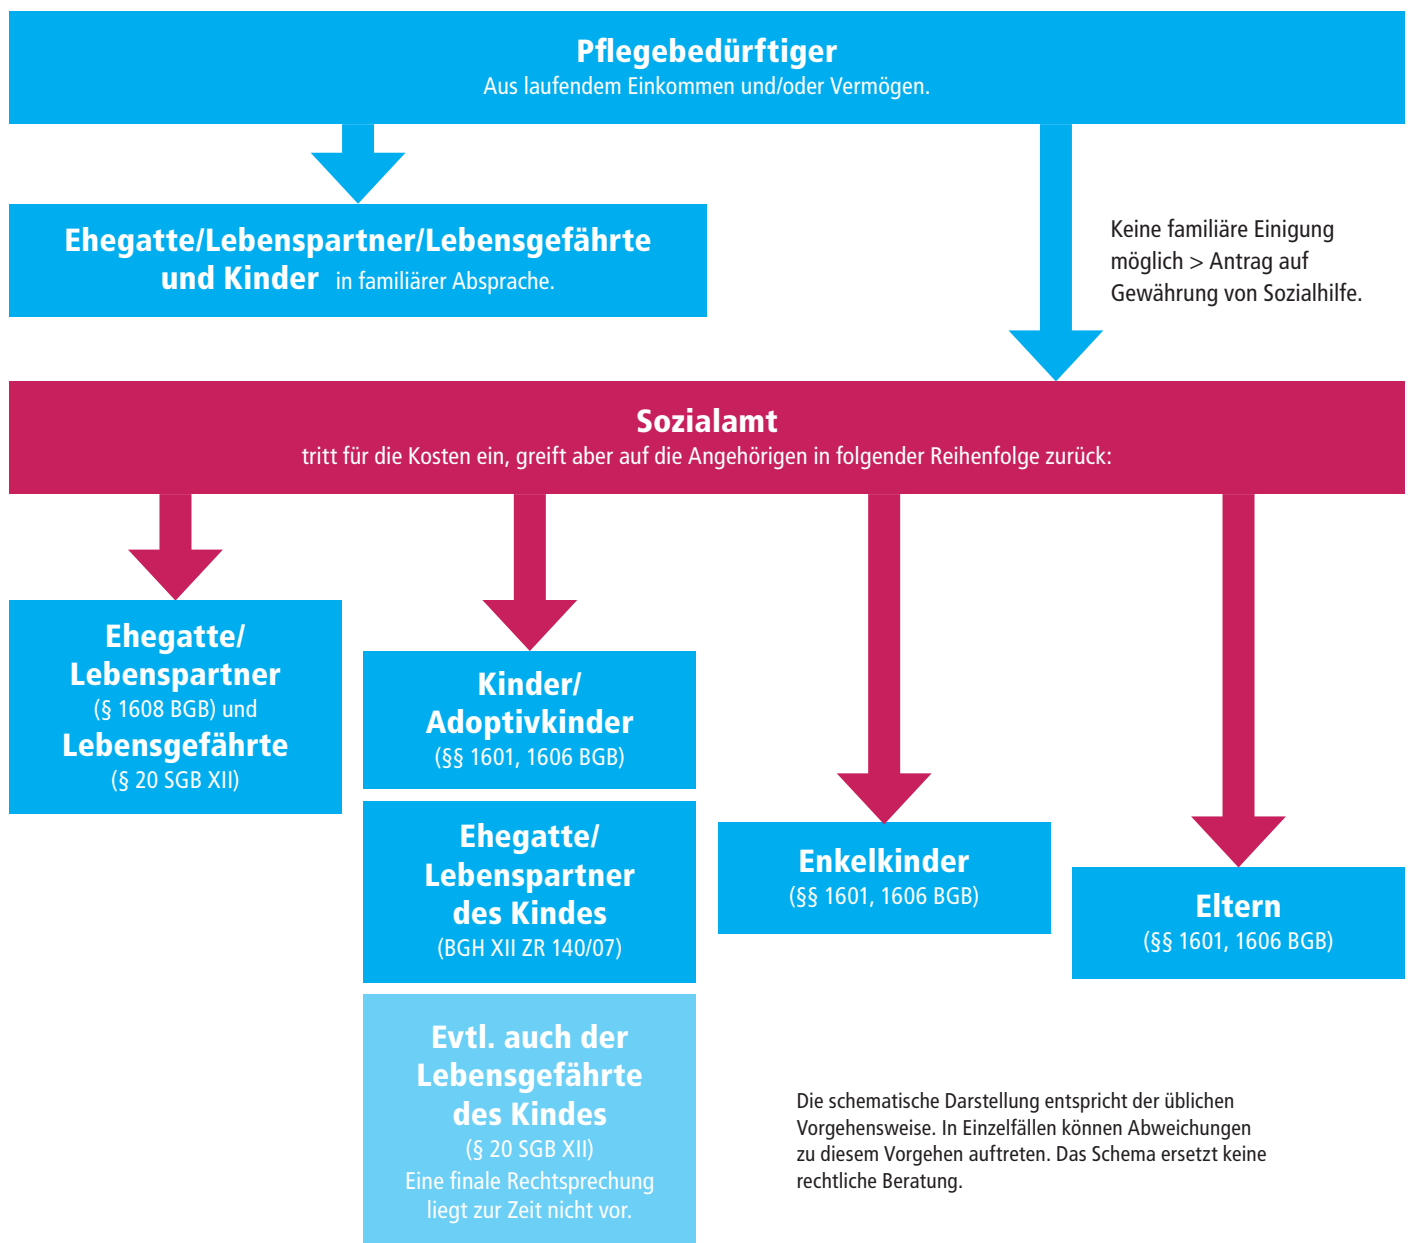 Pflegebedürftiger
Aus laufendem Einkommen und/oder Vermögen.
Ehegatte/Lebenspartner/Lebensgefährte
und Kinder in familiärer Absprache.
Keine familiäre Einigung
möglich > Antrag auf
Gewährung von Sozialhilfe.
Sozialamt
tritt für die Kosten ein, greift aber auf die Angehörigen in folgender Reihenfolge zurück:
Ehegatte/
Lebenspartner
(§ 1608 BGB) und
Lebensgefährte
(§ 20 SGB XII)
Kinder/
Adoptivkinder
(§§ 1601, 1606 BGB)
Ehegatte/
Lebenspartner
des Kindes
(BGH XII ZR 140/07)
Evtl. auch der
Lebensgefährte
des Kindes
(§ 20 SGB XII)
Eine finale Rechtsprechung
liegt zur Zeit nicht vor.
Enkelkinder
(§§ 1601, 1606 BGB)
Eltern
(§§ 1601, 1606 BGB)
Die schematische Darstellung entspricht der üblichen
Vorgehensweise. In Einzelfällen können Abweichungen
zu diesem Vorgehen auftreten. Das Schema ersetzt keine
rechtliche Beratung.